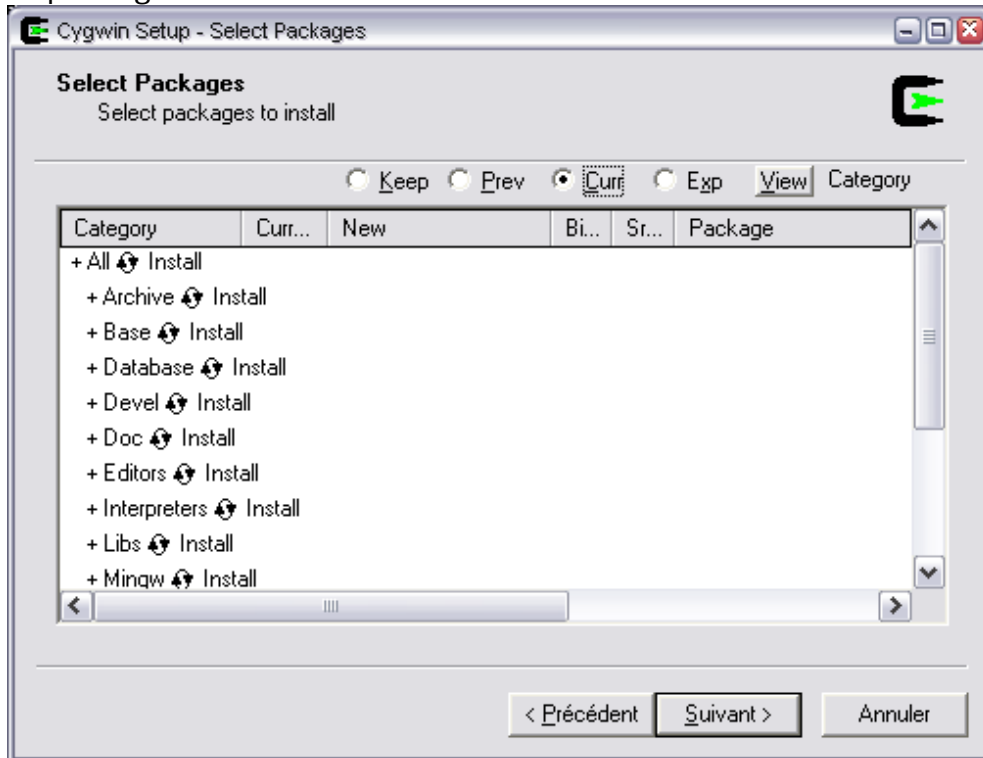 Cygwin Setup - Select Packages
Select Packages
Select packages to install
Keep Prev Curr Exp View Category
Category Curr... New Bi... Sr... Package
+ All Install
+ Archive Install
+ Base Install
+ Database Install
+ Devel Install
+ Doc Install
+ Editors Install
+ Interpreters Install
+ Libs Install
+ Mingw Install
< Précédent Suivant > Annuler